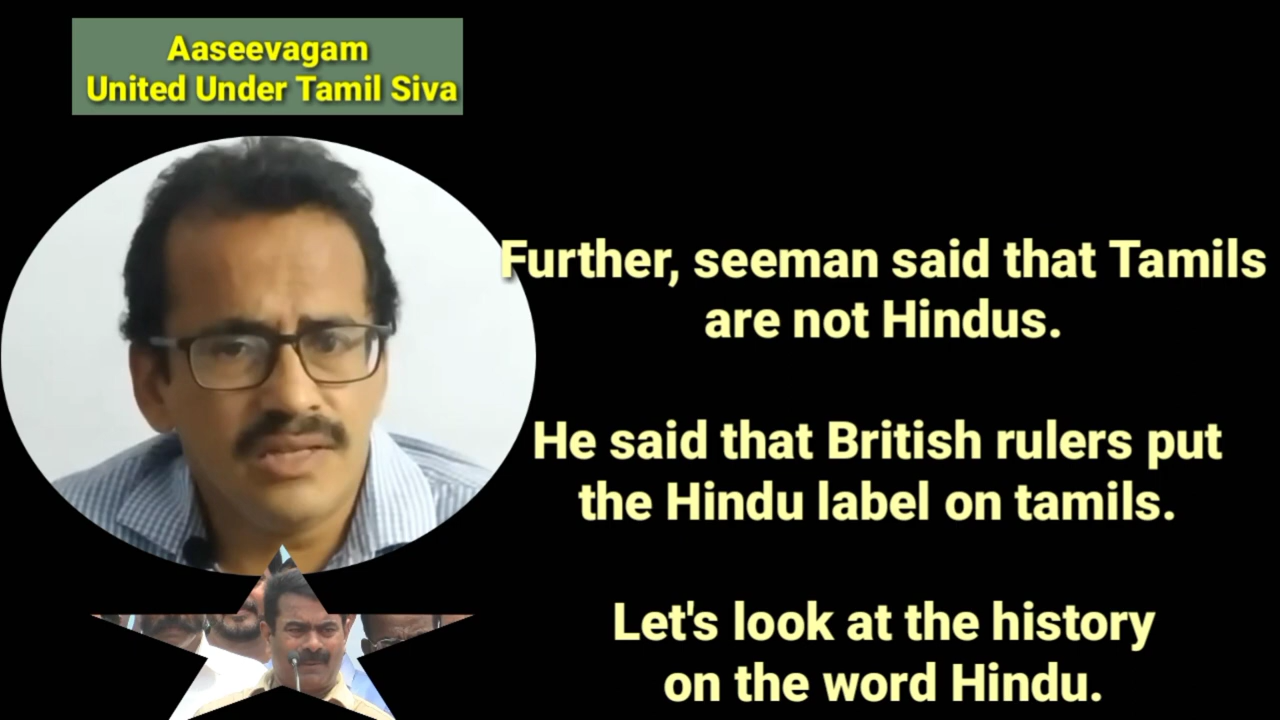 Aaseevagam
United Under Tamil Siva
Further, seeman said that Tamils
are not Hindus.
He said that British rulers put
the Hindu label on tamils.
Let's look at the history
on the word Hindu.